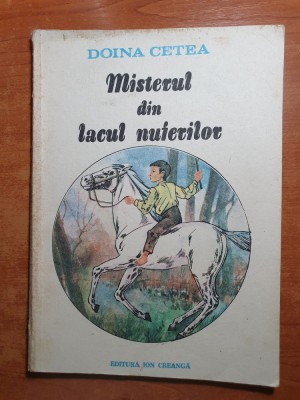 DOINA CETEA
Misterul
din
lacul nuferilor
EDITURA ION CREANGĂ